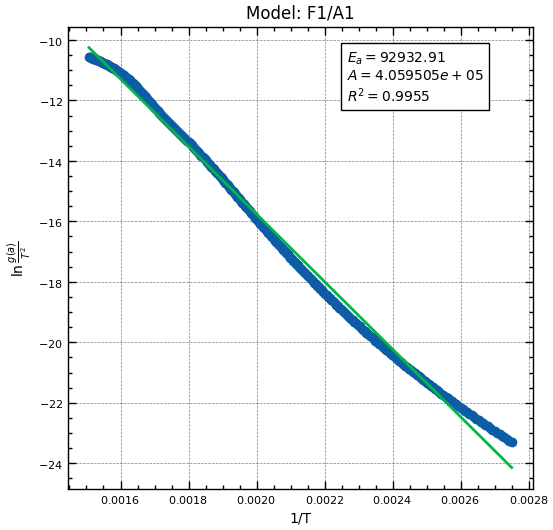 Model: F1/A1
−10
−12
−14
−16
−18
−20
−22
−24
E_a = 92932.91
A = 4.059505e + 05
R^2 = 0.9955
ln g(a)/T^2
0.0016 0.0018 0.0020 0.0022 0.0024 0.0026 0.0028
1/T